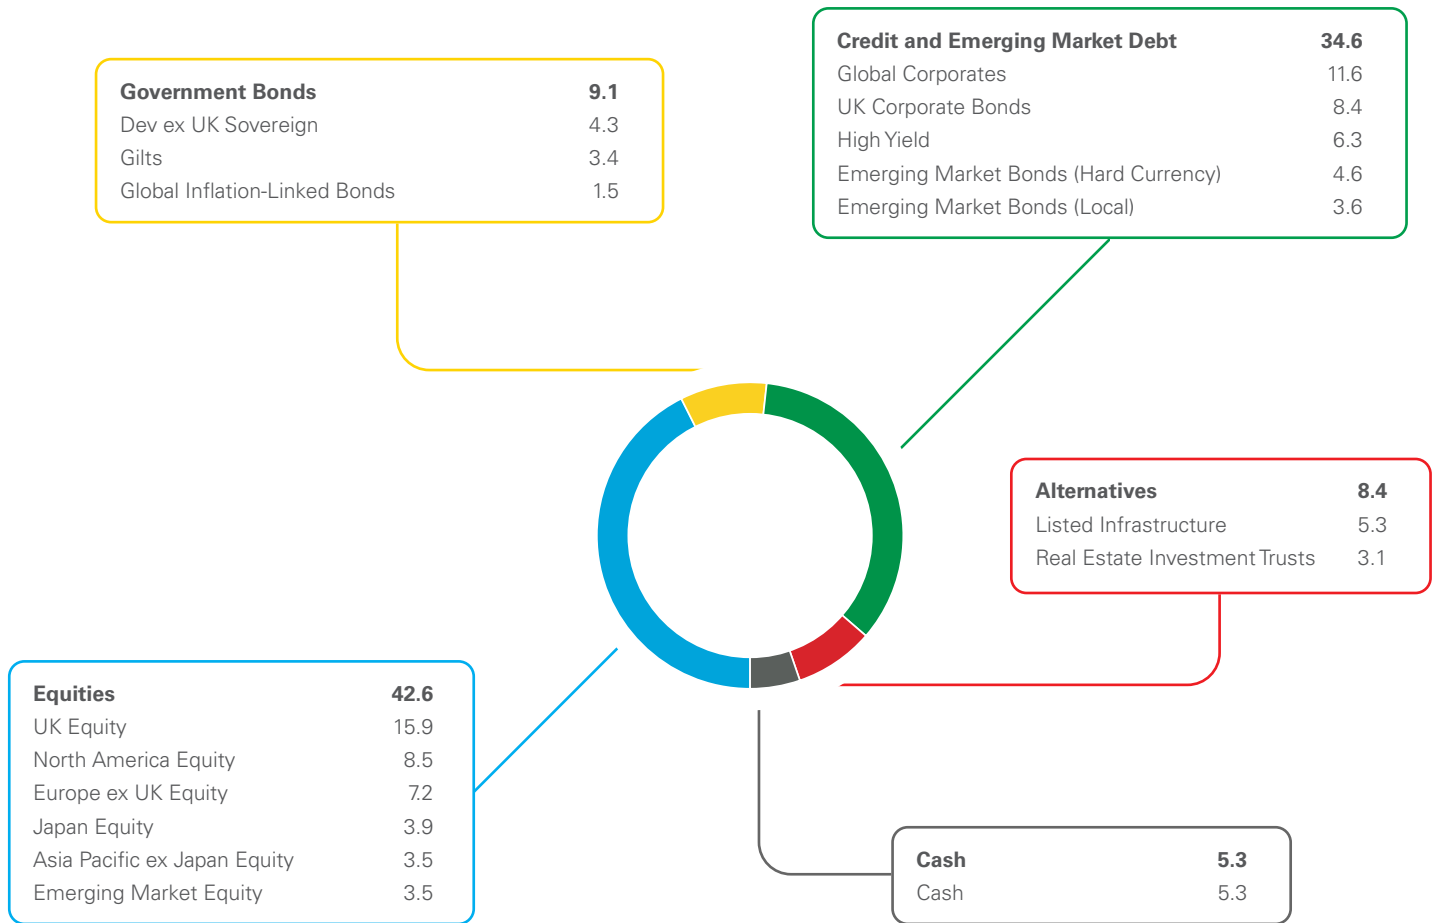 Government Bonds 9.1
Dev ex UK Sovereign 4.3
Gilts 3.4
Global Inflation-Linked Bonds 1.5
Credit and Emerging Market Debt 34.6
Global Corporates 11.6
UK Corporate Bonds 8.4
High Yield 6.3
Emerging Market Bonds (Hard Currency) 4.6
Emerging Market Bonds (Local) 3.6
Alternatives 8.4
Listed Infrastructure 5.3
Real Estate Investment Trusts 3.1
Equities 42.6
UK Equity 15.9
North America Equity 8.5
Europe ex UK Equity 7.2
Japan Equity 3.9
Asia Pacific ex Japan Equity 3.5
Emerging Market Equity 3.5
Cash 5.3
Cash 5.3